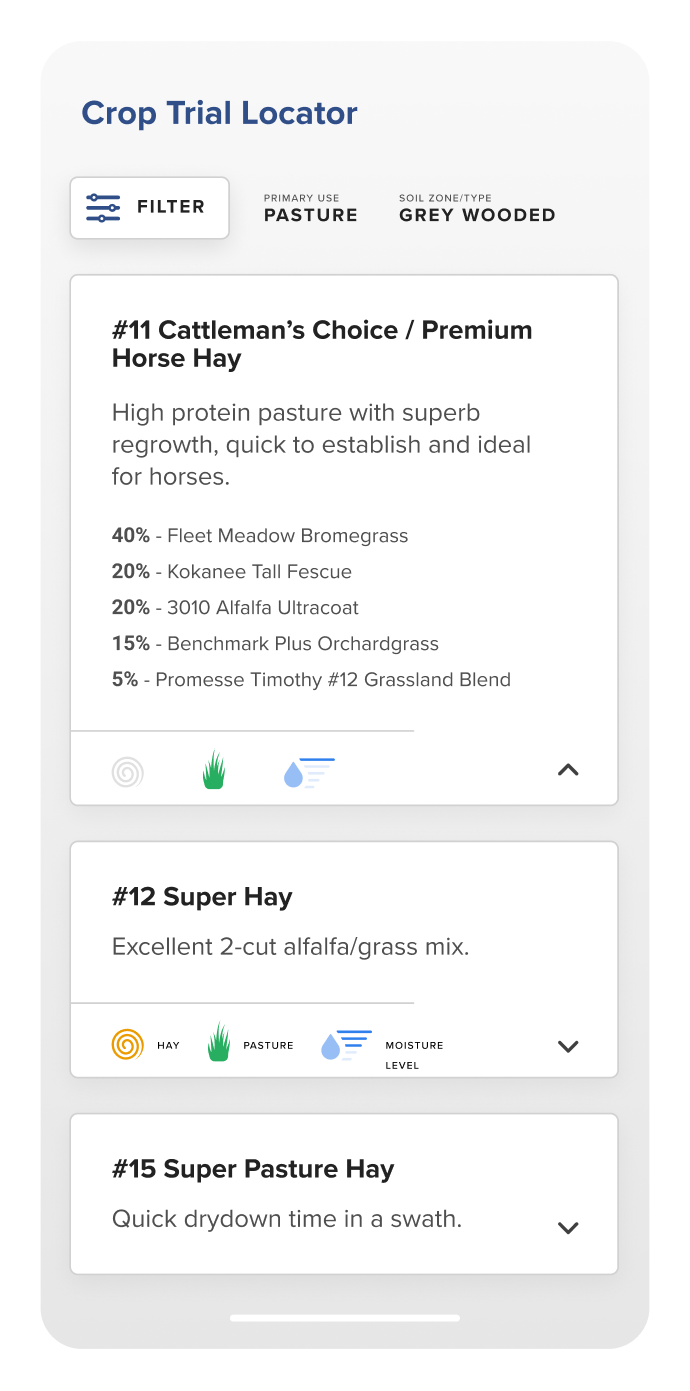 Crop Trial Locator
FILTER
PRIMARY USE
PASTURE
SOIL ZONE/TYPE
GREY WOODED
#11 Cattleman’s Choice / Premium
Horse Hay
High protein pasture with superb
regrowth, quick to establish and ideal
for horses.
40% - Fleet Meadow Bromegrass
20% - Kokanee Tall Fescue
20% - 3010 Alfalfa Ultracoat
15% - Benchmark Plus Orchardgrass
5% - Promesse Timothy #12 Grassland Blend
#12 Super Hay
Excellent 2-cut alfalfa/grass mix.
HAY
PASTURE
MOISTURE
LEVEL
#15 Super Pasture Hay
Quick drydown time in a swath.